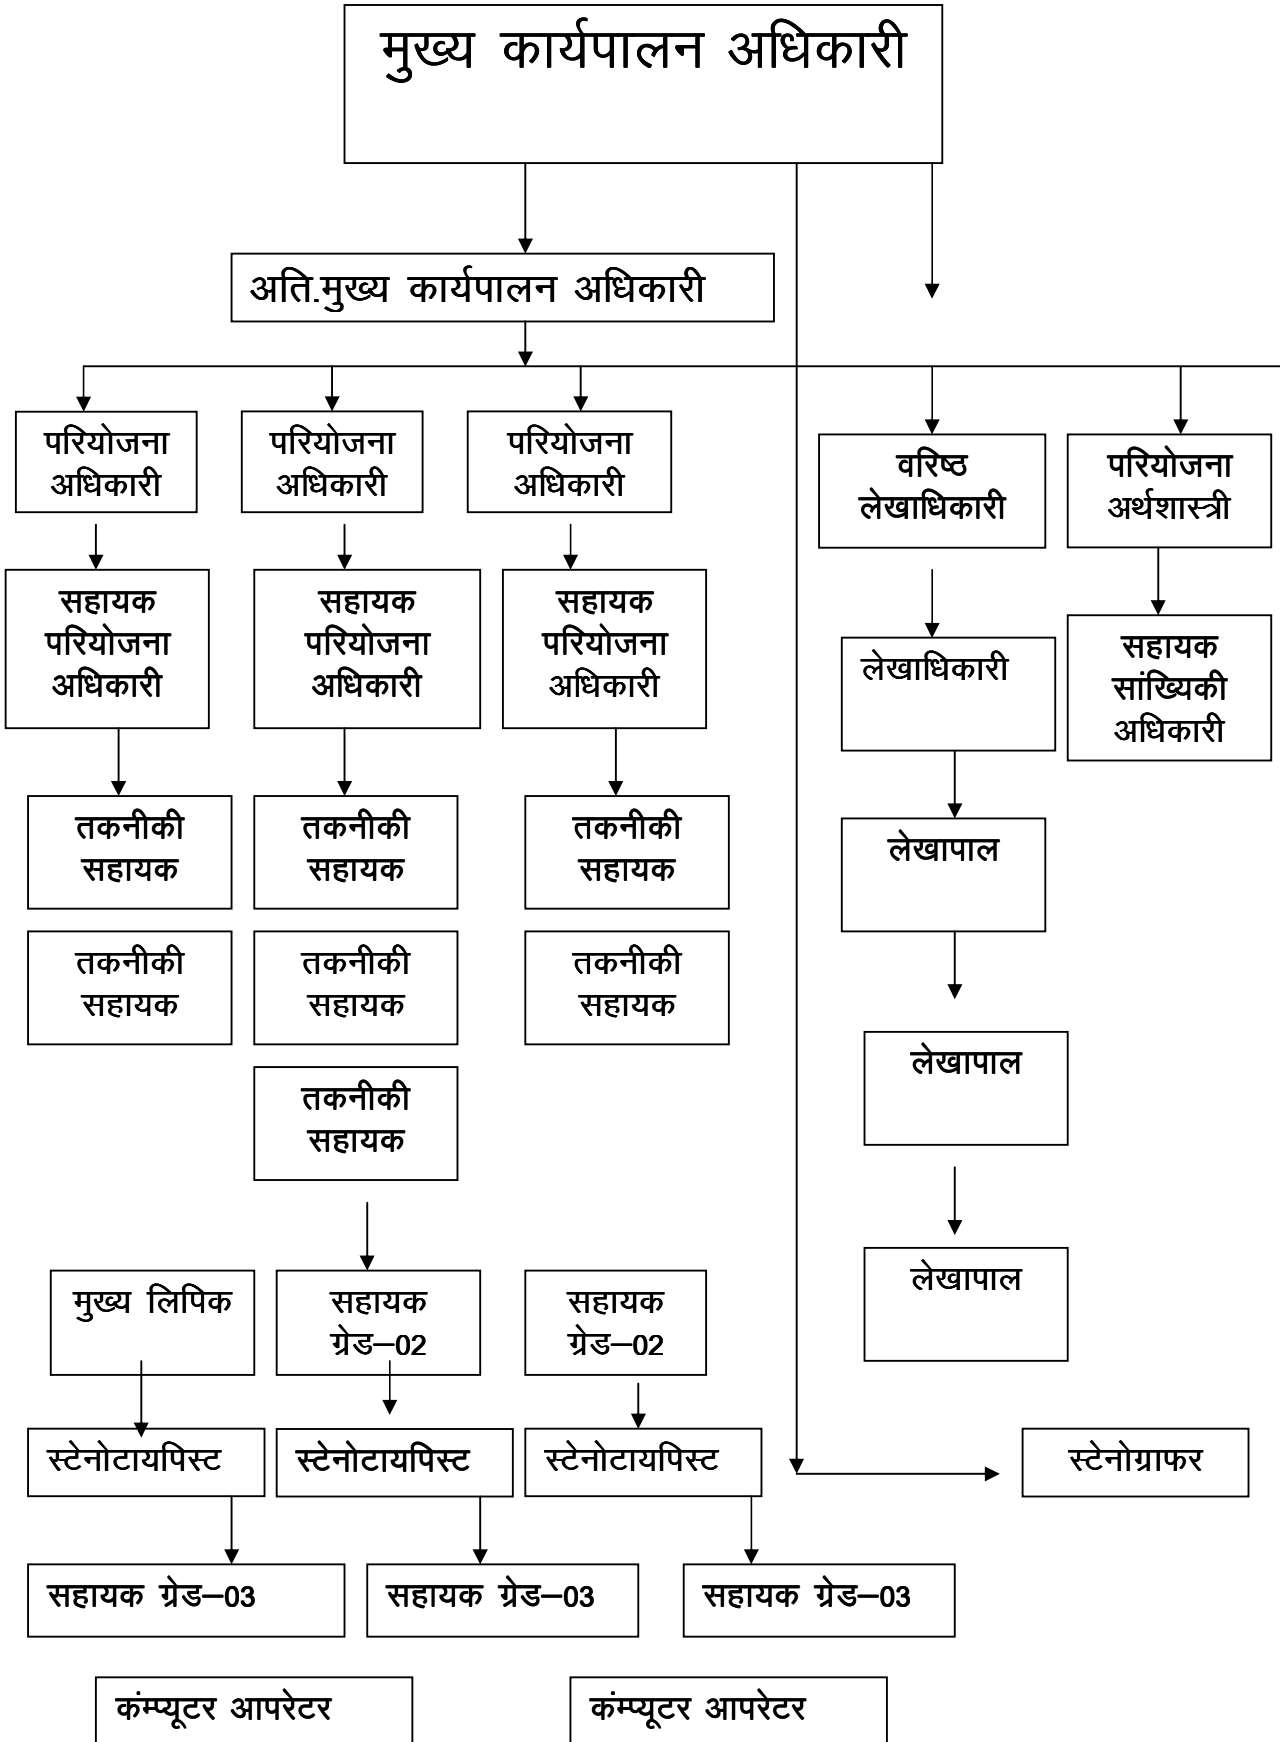 मुख्य कार्यपालन अधिकारी
अति.मुख्य कार्यपालन अधिकारी
परियोजना
अधिकारी
परियोजना
अधिकारी
परियोजना
अधिकारी
वरिष्ठ
लेखाधिकारी
परियोजना
अर्थशास्त्री
सहायक
परियोजना
अधिकारी
सहायक
परियोजना
अधिकारी
सहायक
परियोजना
अधिकारी
लेखाधिकारी
सहायक
सांख्यिकी
अधिकारी
तकनीकी
सहायक
तकनीकी
सहायक
तकनीकी
सहायक
लेखापाल
तकनीकी
सहायक
तकनीकी
सहायक
तकनीकी
सहायक
लेखापाल
तकनीकी
सहायक
लेखापाल
मुख्य लिपिक
सहायक
ग्रेड–02
सहायक
ग्रेड–02
स्टेनोटायपिस्ट
स्टेनोटायपिस्ट
स्टेनोटायपिस्ट
स्टेनोग्राफर
सहायक ग्रेड–03
सहायक ग्रेड–03
सहायक ग्रेड–03
कंम्प्यूटर आपरेटर
कंम्प्यूटर आपरेटर